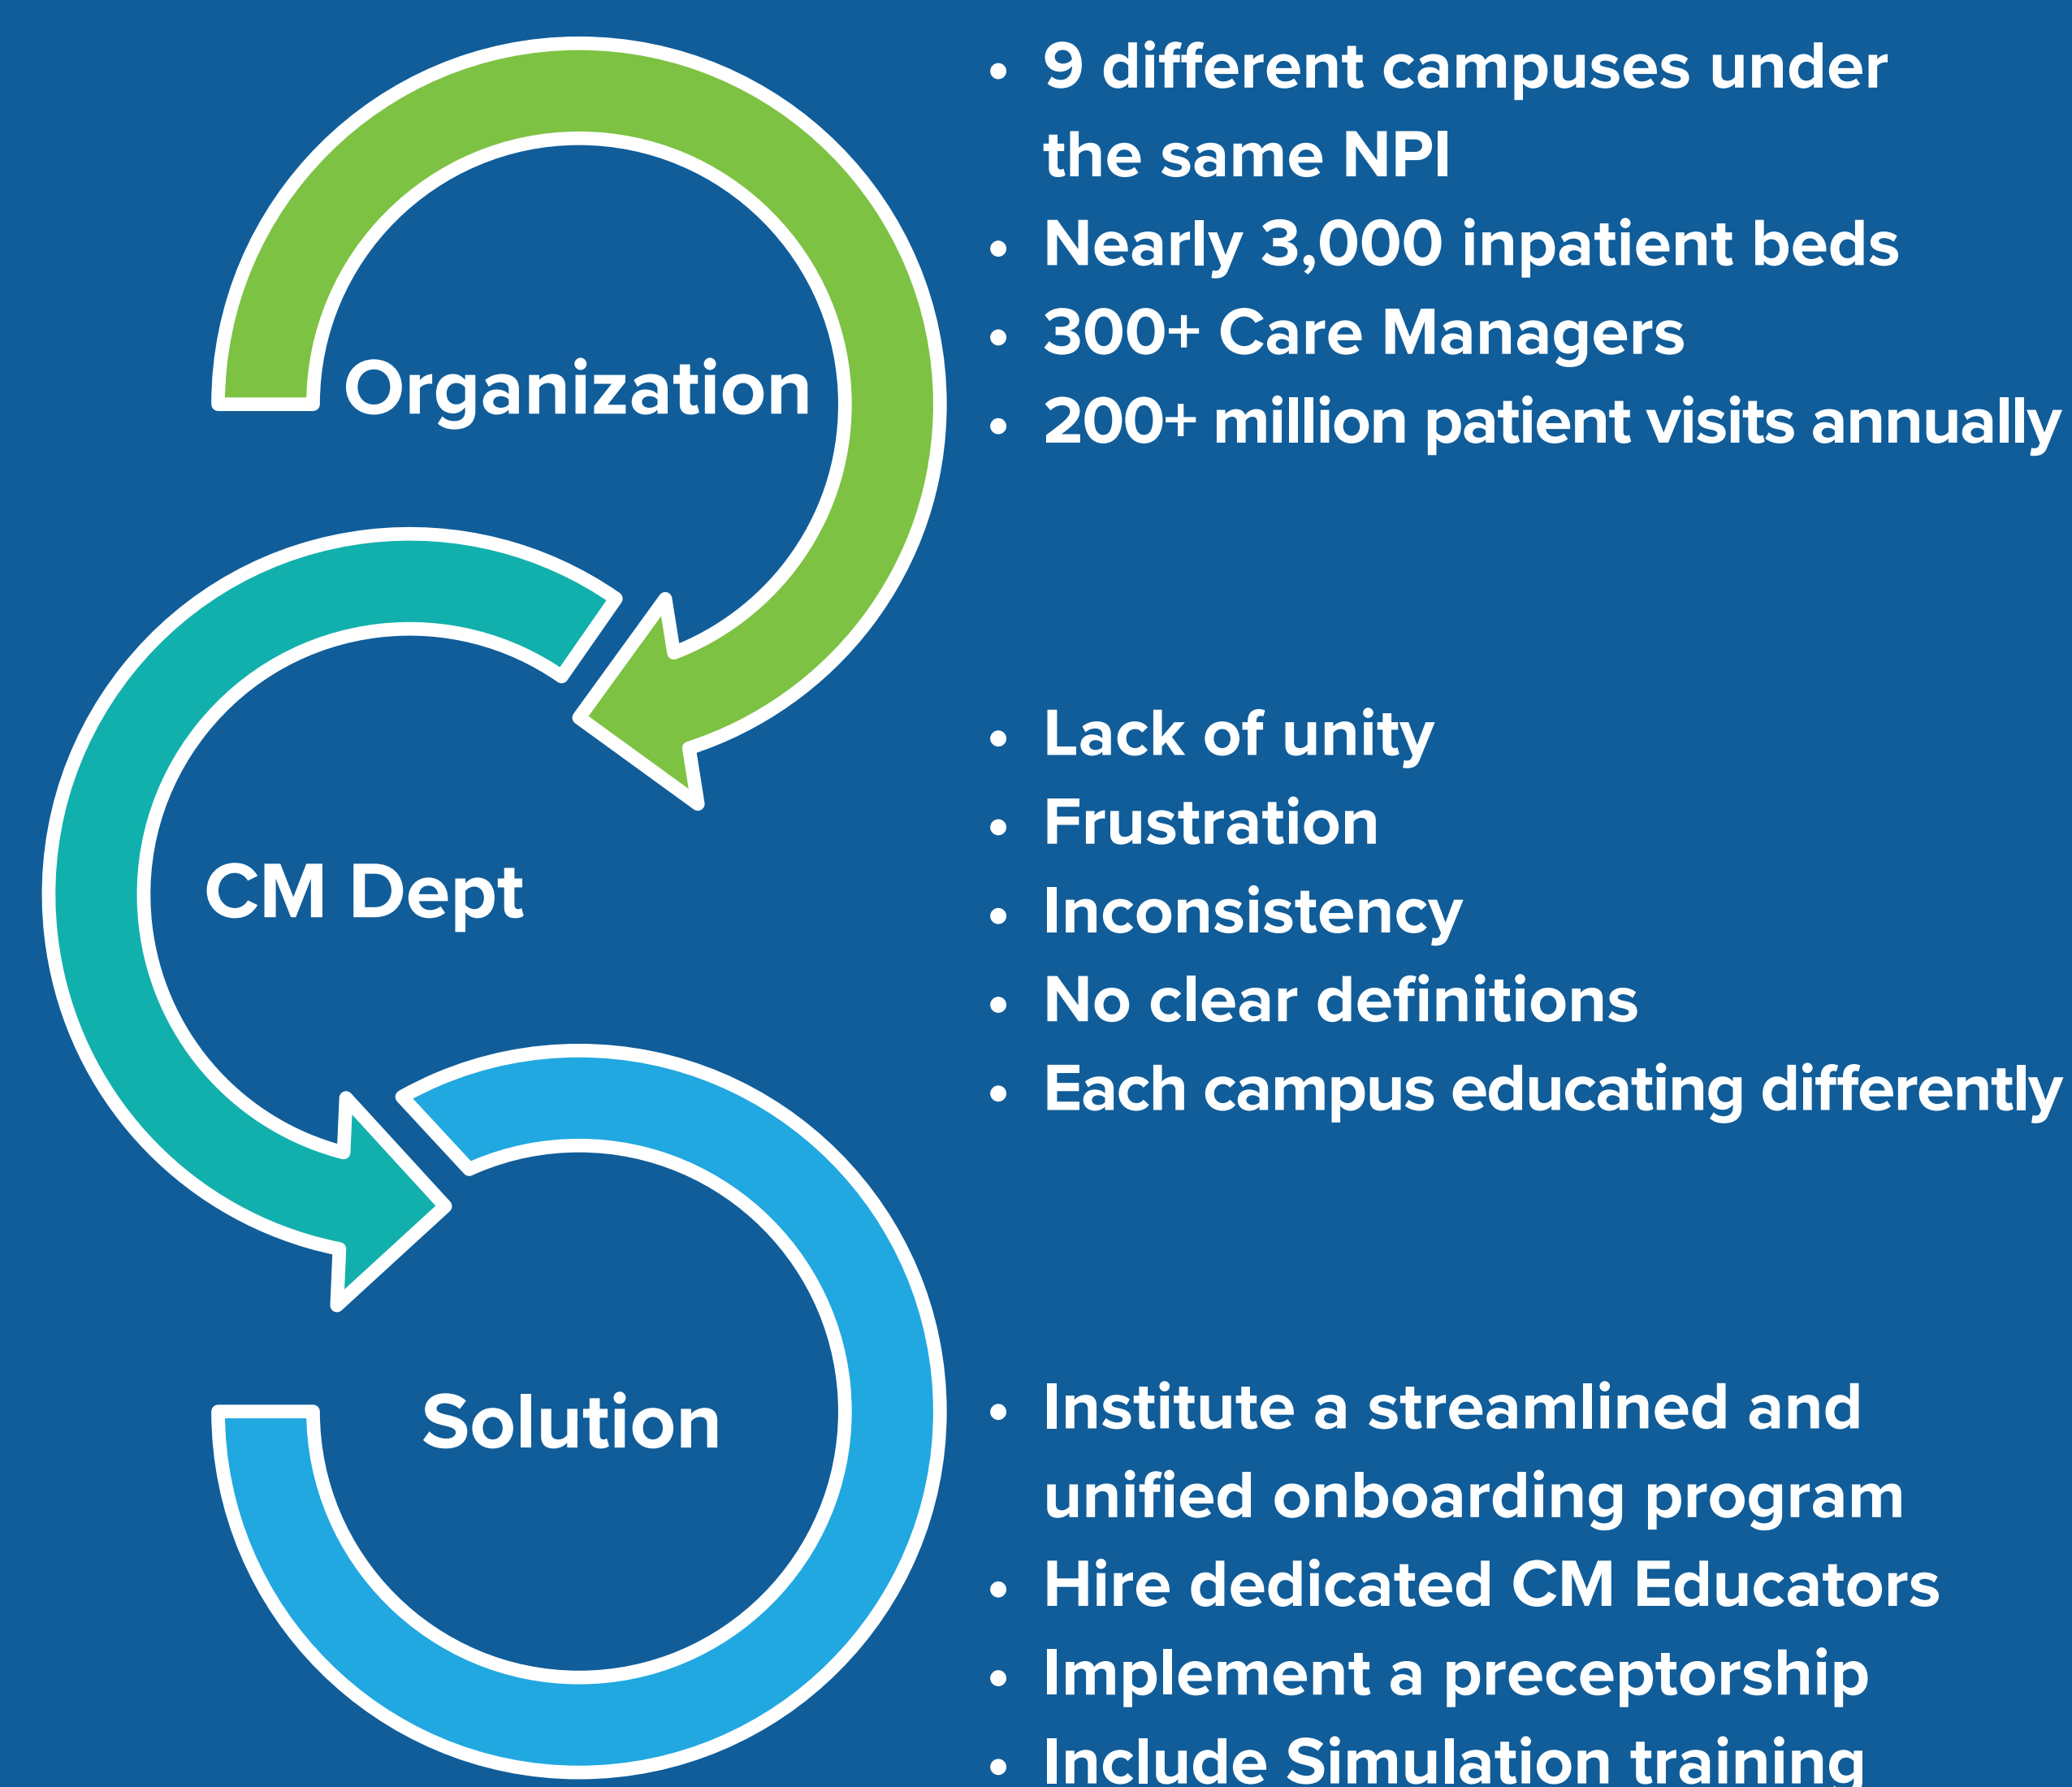 Organization
• 9 different campuses under
the same NPI
• Nearly 3,000 inpatient beds
• 300+ Care Managers
• 200+ million patient visits annually
CM Dept
• Lack of unity
• Frustration
• Inconsistency
• No clear definitions
• Each campus educating differently
Solution
• Institute a streamlined and
unified onboarding program
• Hire dedicated CM Educators
• Implement a preceptorship
• Include Simulation training